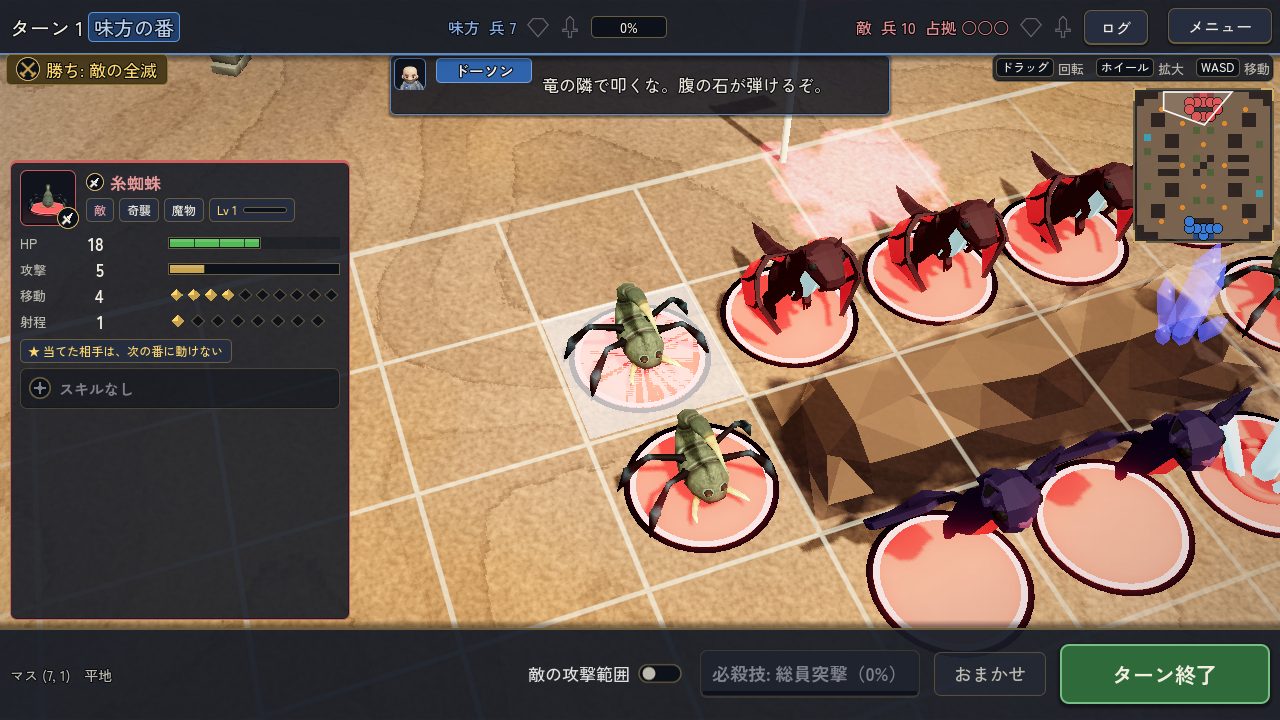 ターン 1 味方の番
味方 兵 7
0%
敵 兵 10 占拠 〇〇〇
ログ
メニュー
勝ち: 敵の全滅
ドーソン
竜の隣で叩くな。腹の石が弾けるぞ。
ドラッグ 回転 ホイール 拡大 WASD 移動
糸蜘蛛
敵 奇襲 魔物 Lv 1
HP 18
攻撃 5
移動 4
射程 1
★ 当てた相手は、次の番に動けない
スキルなし
マス (7, 1) 平地
敵の攻撃範囲
必殺技: 総員突撃 (0%)
おまかせ
ターン終了